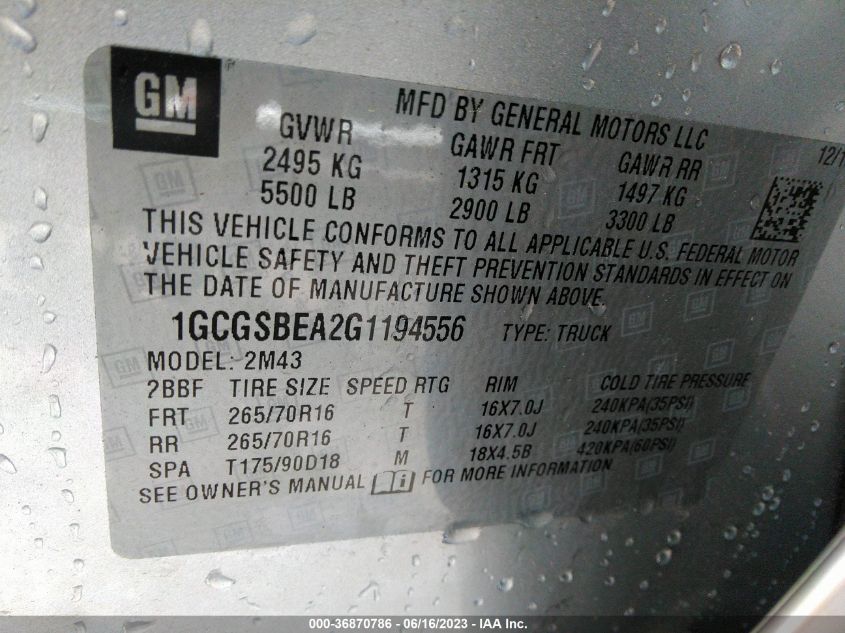 GM ®
MFD BY GENERAL MOTORS LLC
GVWR GAWR FRT GAWR RR 12/1
2495 KG 1315 KG 1497 KG
5500 LB 2900 LB 3300 LB
THIS VEHICLE CONFORMS TO ALL APPLICABLE U.S. FEDERAL MOTOR
VEHICLE SAFETY AND THEFT PREVENTION STANDARDS IN EFFECT ON
THE DATE OF MANUFACTURE SHOWN ABOVE.
1GCGSBEA2G1194556 TYPE: TRUCK
MODEL: 2M43
2BBF TIRE SIZE SPEED RTG RIM COLD TIRE PRESSURE
FRT 265/70R16 T 16X7.0J 240KPA(35PSI)
RR 265/70R16 T 16X7.0J 240KPA(35PSI)
SPA T175/90D18 M 18X4.5B 420KPA(60PSI)
SEE OWNER'S MANUAL i FOR MORE INFORMATION
000-36870786 - 06/16/2023 - IAA Inc.